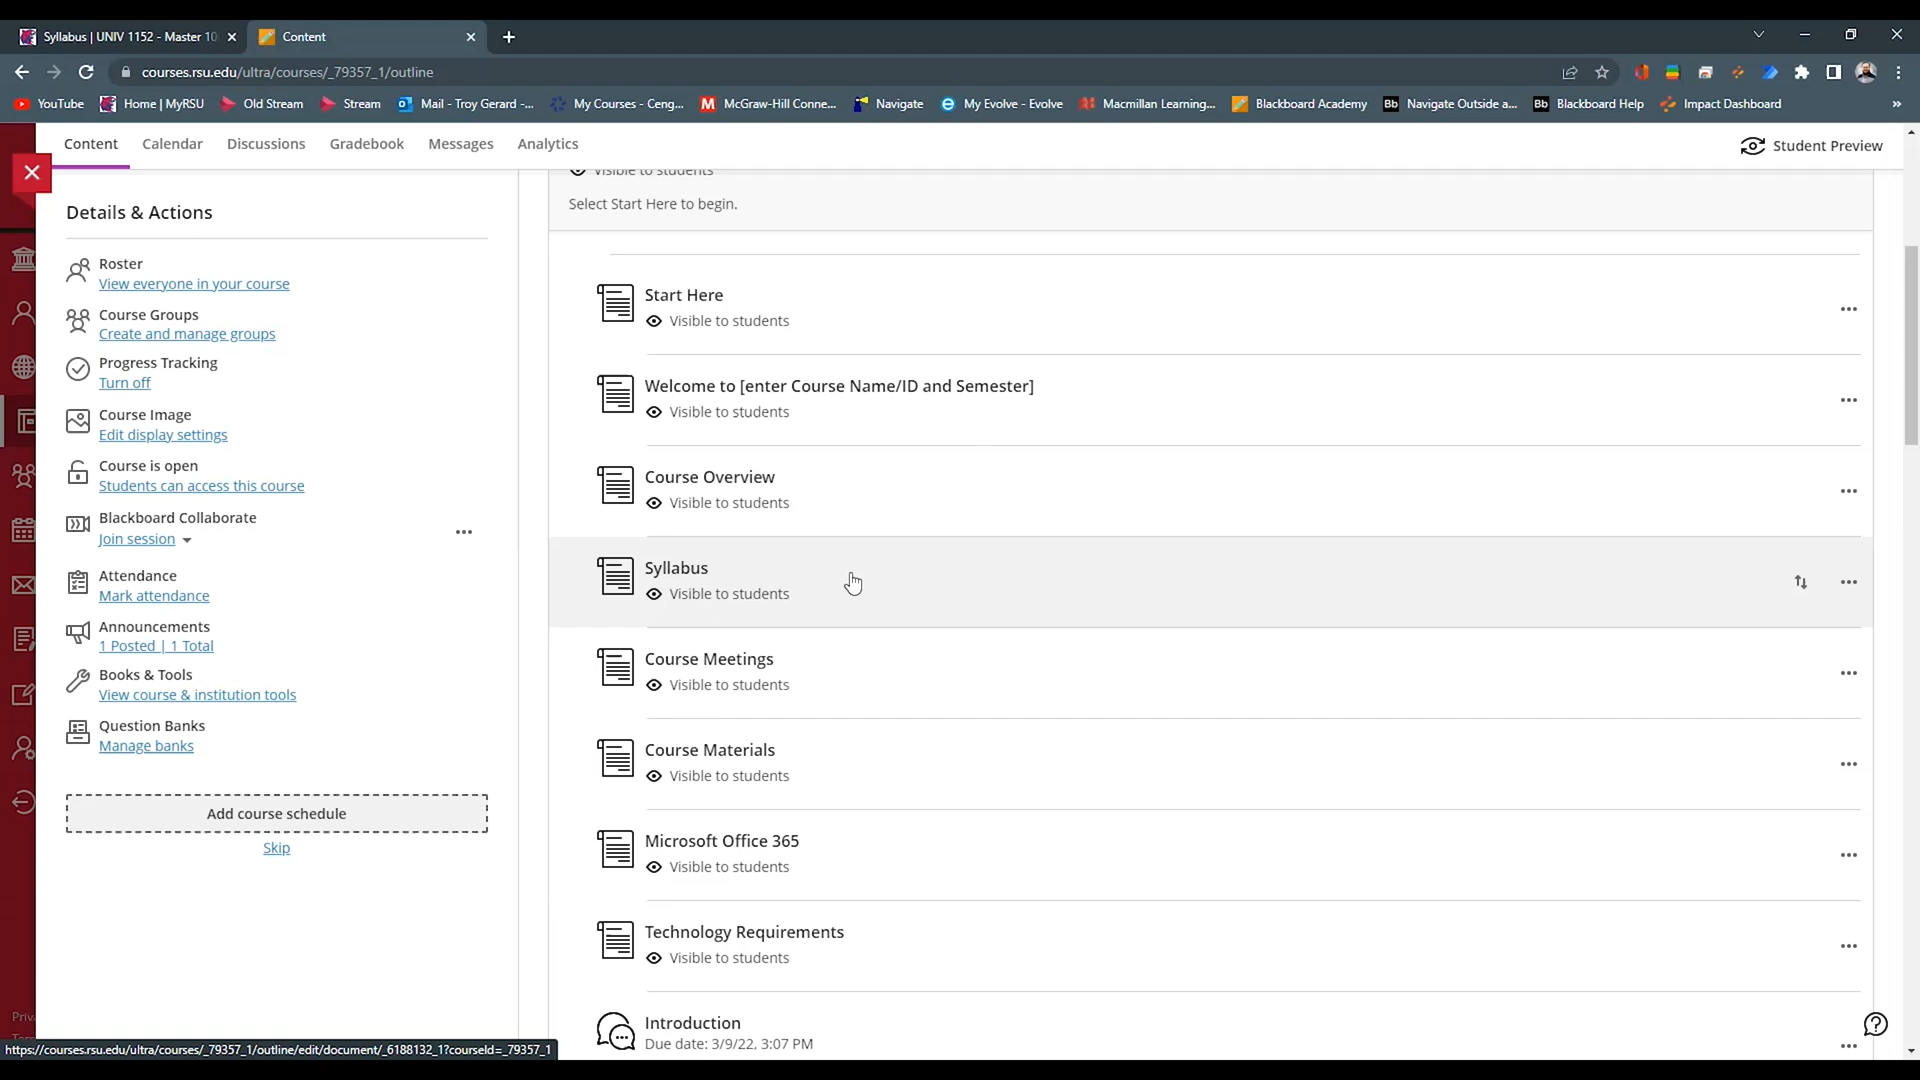 Syllabus | UNIV 1152 - Master 10
Content
courses.rsu.edu/ultra/courses/_79357_1/outline
YouTube
Home | MyRSU
Old Stream
Stream
Mail - Troy Gerard -...
My Courses - Ceng...
McGraw-Hill Conne...
Navigate
My Evolve - Evolve
Macmillan Learning...
Blackboard Academy
Navigate Outside a...
Blackboard Help
Impact Dashboard
»
Content
Calendar
Discussions
Gradebook
Messages
Analytics
Student Preview
Details & Actions
Roster
View everyone in your course
Course Groups
Create and manage groups
Progress Tracking
Turn off
Course Image
Edit display settings
Course is open
Students can access this course
Blackboard Collaborate
Join session
Attendance
Mark attendance
Announcements
1 Posted | 1 Total
Books & Tools
View course & institution tools
Question Banks
Manage banks
Add course schedule
Skip
Visible to students
Select Start Here to begin.
Start Here
Visible to students
Welcome to [enter Course Name/ID and Semester]
Visible to students
Course Overview
Visible to students
Syllabus
Visible to students
Course Meetings
Visible to students
Course Materials
Visible to students
Microsoft Office 365
Visible to students
Technology Requirements
Visible to students
Introduction
Due date: 3/9/22, 3:07 PM
Priv
https://courses.rsu.edu/ultra/courses/_79357_1/outline/edit/document/_6188132_1?courseId=_79357_1